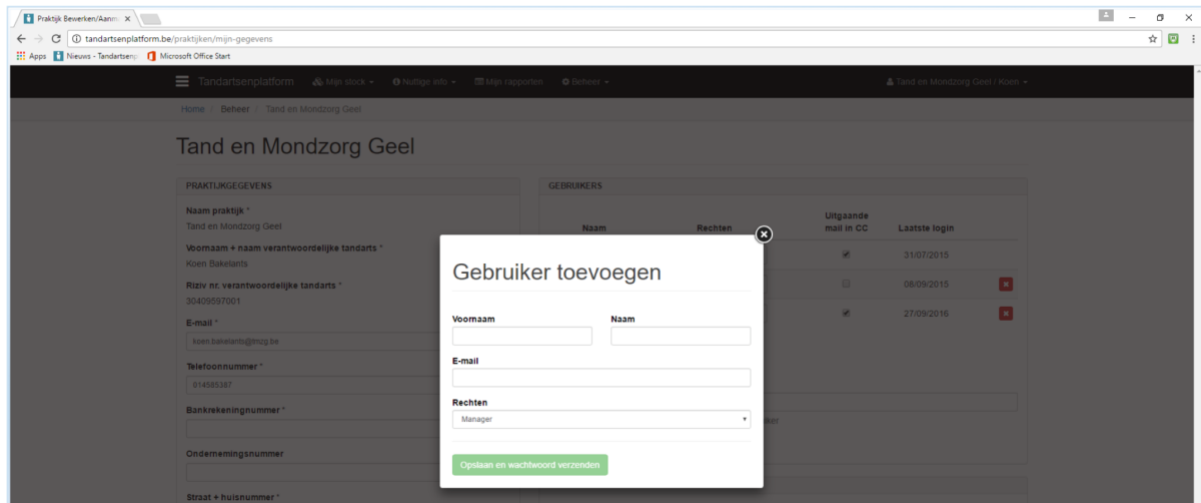 Praktijk Bewerken/Aanm
tandartsenplatform.be/praktijken/mijn-gegevens
Apps Nieuws - Tandartsenp Microsoft Office Start
Tandartsenplatform Mijn stock Nuttige info Mijn rapporten Beheer Tand en Mondzorg Geel / Koen
Home / Beheer / Tand en Mondzorg Geel
Tand en Mondzorg Geel
PRAKTIJKGEGEVENS
Naam praktijk *
Tand en Mondzorg Geel
Voornaam + naam verantwoordelijke tandarts *
Koen Bakelants
Riziv nr. verantwoordelijke tandarts *
30409597001
E-mail *
koen.bakelants@tmzg.be
Telefoonnummer *
014585387
Bankrekeningnummer *
Ondernemingsnummer
Straat + huisnummer *
GEBRUIKERS
Naam Rechten Uitgaande mail in CC Laatste login
31/07/2015
08/09/2015
27/09/2016
Gebruiker toevoegen
Voornaam Naam
E-mail
Rechten
Manager
Opslaan en wachtwoord verzenden